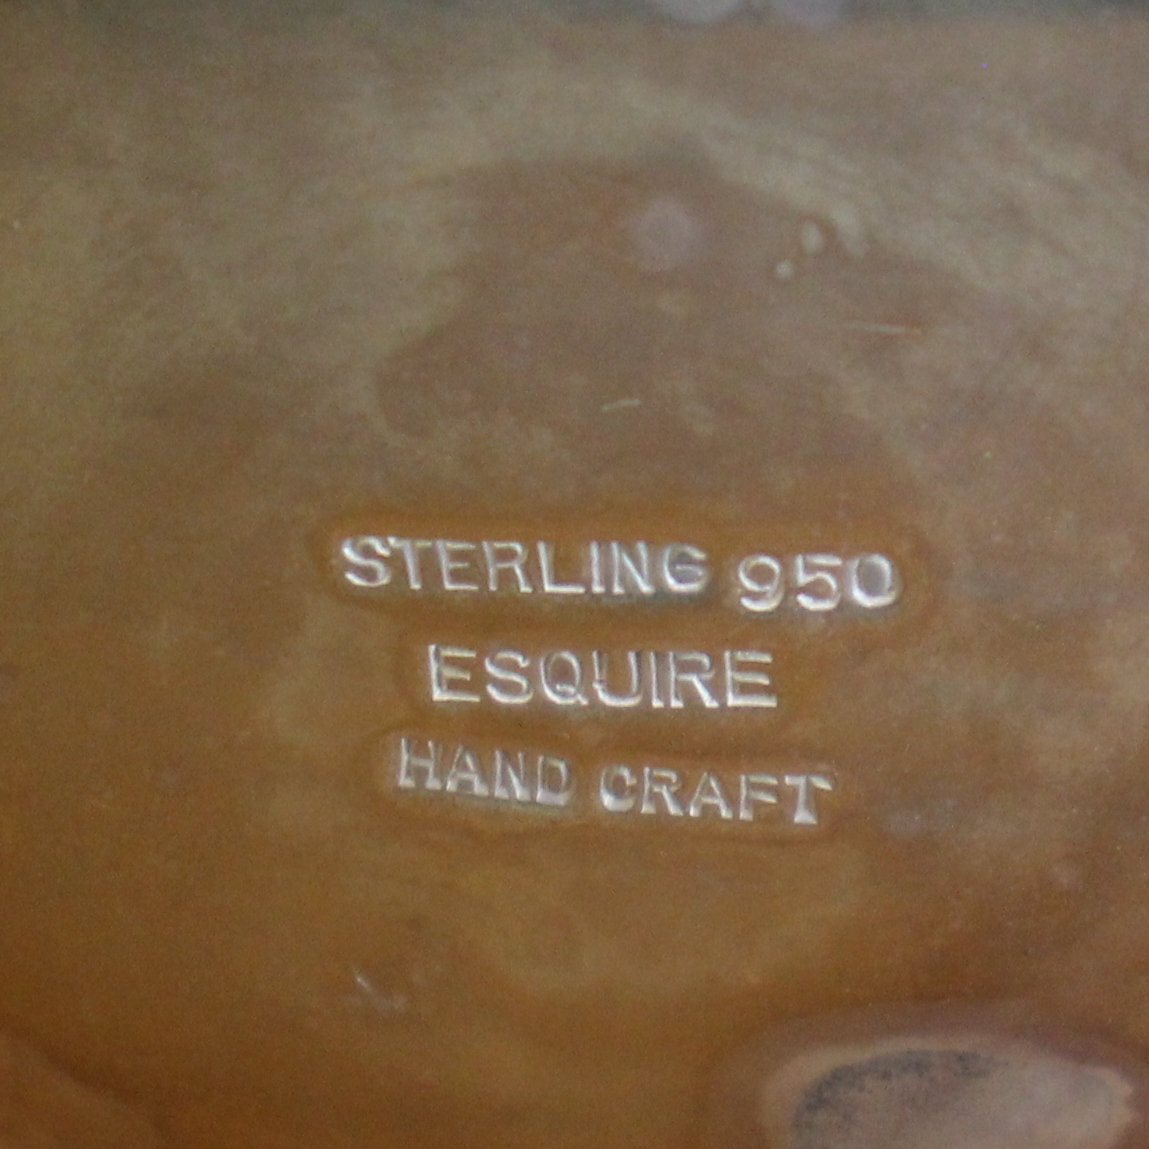 STERLING 950
ESQUIRE
HAND CRAFT